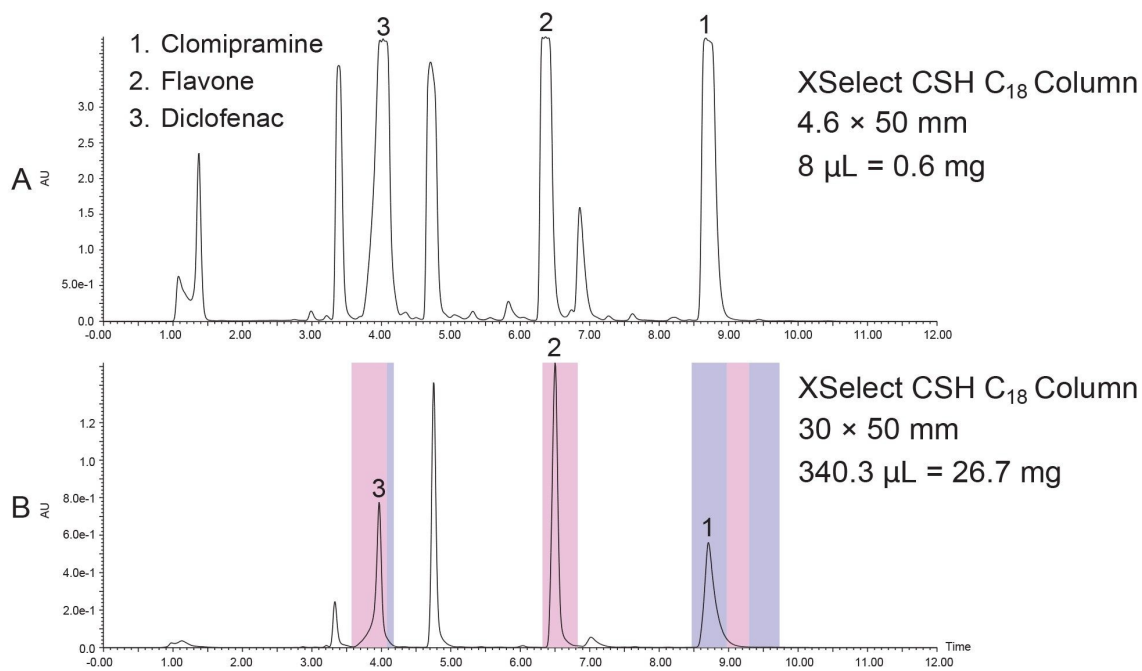 3
2
1
1. Clomipramine
2. Flavone
3. Diclofenac
XSelect CSH C18 Column
4.6 × 50 mm
8 µL = 0.6 mg
A
AU
3.0
2.5
2.0
1.5
1.0
5.0e-1
0.0
-0.00 1.00 2.00 3.00 4.00 5.00 6.00 7.00 8.00 9.00 10.00 11.00 12.00
2
3
1
XSelect CSH C18 Column
30 × 50 mm
340.3 µL = 26.7 mg
B
AU
1.2
1.0
8.0e-1
6.0e-1
4.0e-1
2.0e-1
0.0
Time
-0.00 1.00 2.00 3.00 4.00 5.00 6.00 7.00 8.00 9.00 10.00 11.00 12.00